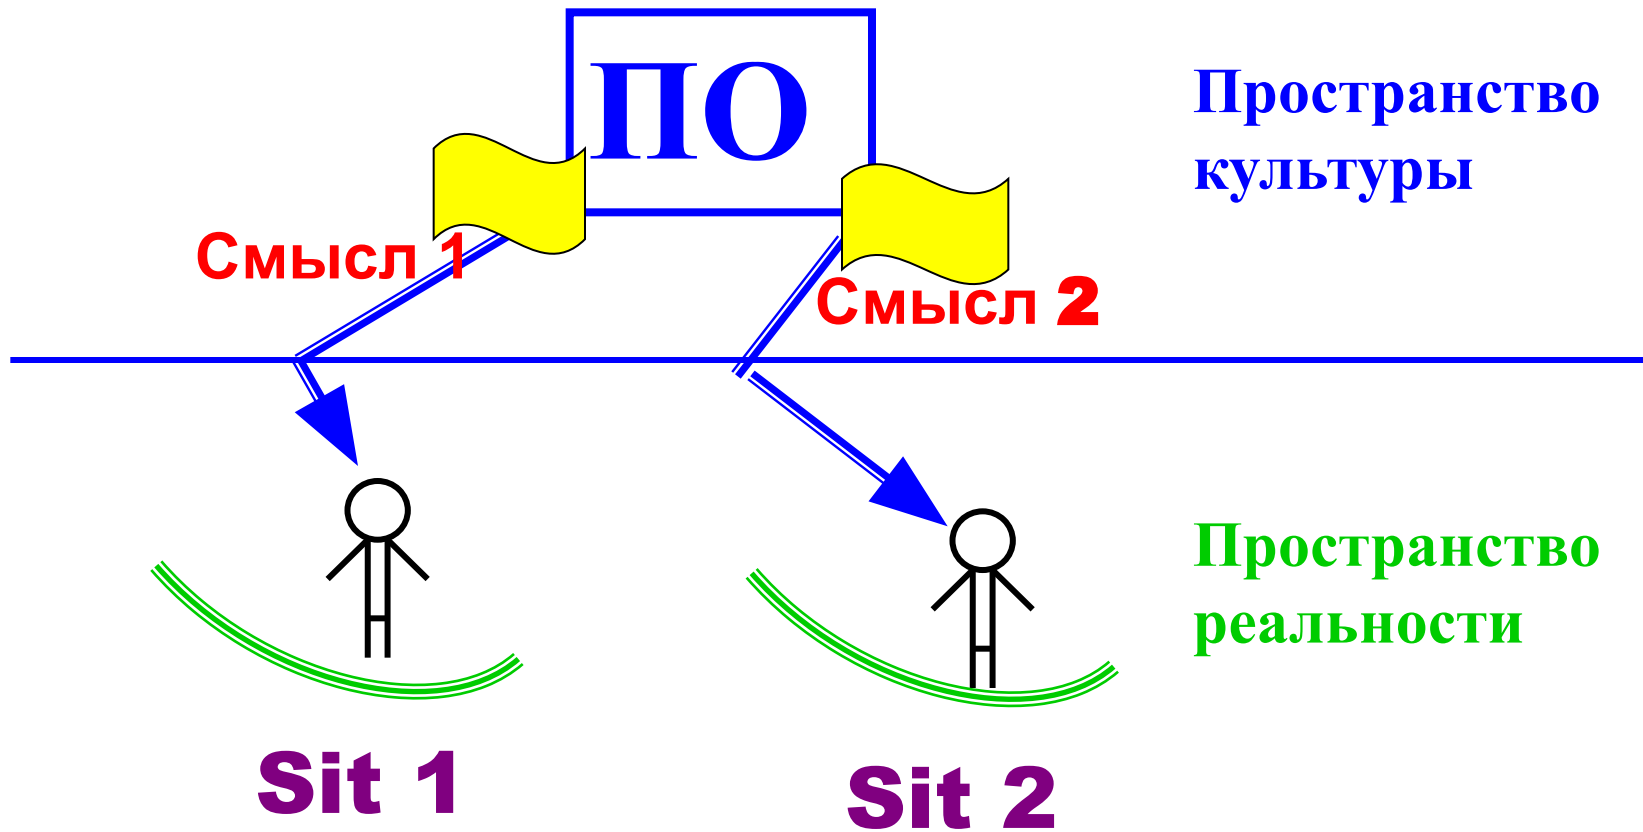 ПО
Пространство
культуры
Смысл 1
Смысл 2
Пространство
реальности
Sit 1
Sit 2